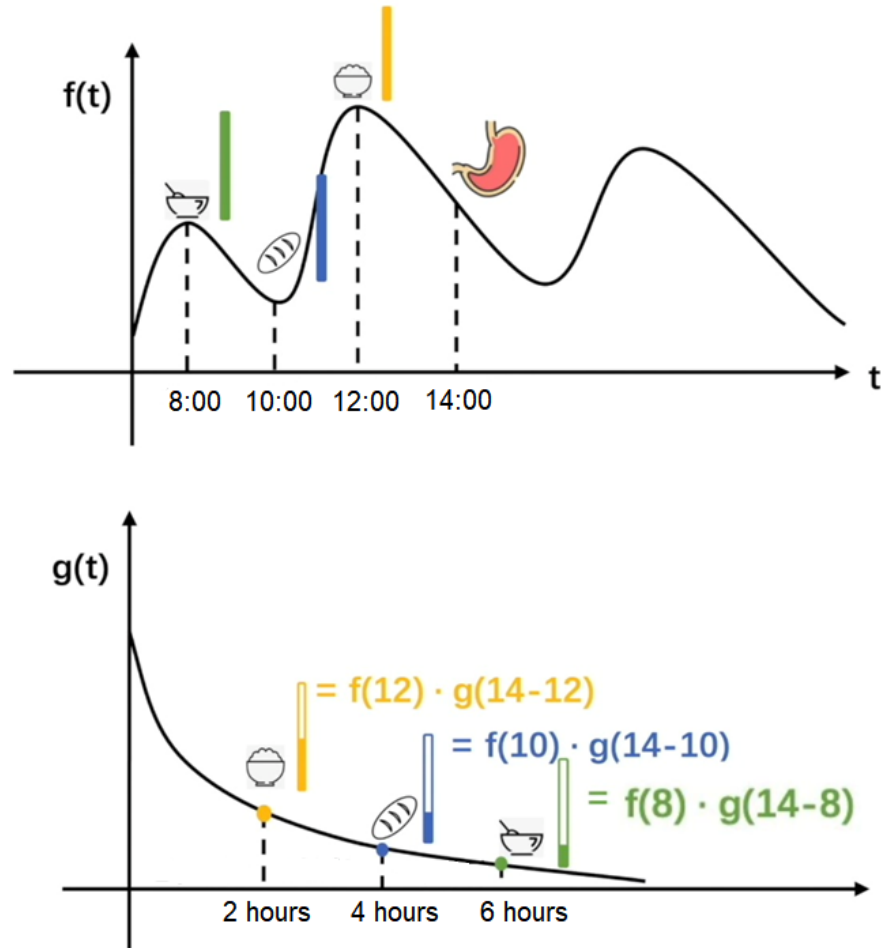 f(t)
8:00 10:00 12:00 14:00
t
g(t)
= f(12) · g(14-12)
= f(10) · g(14-10)
= f(8) · g(14-8)
2 hours 4 hours 6 hours